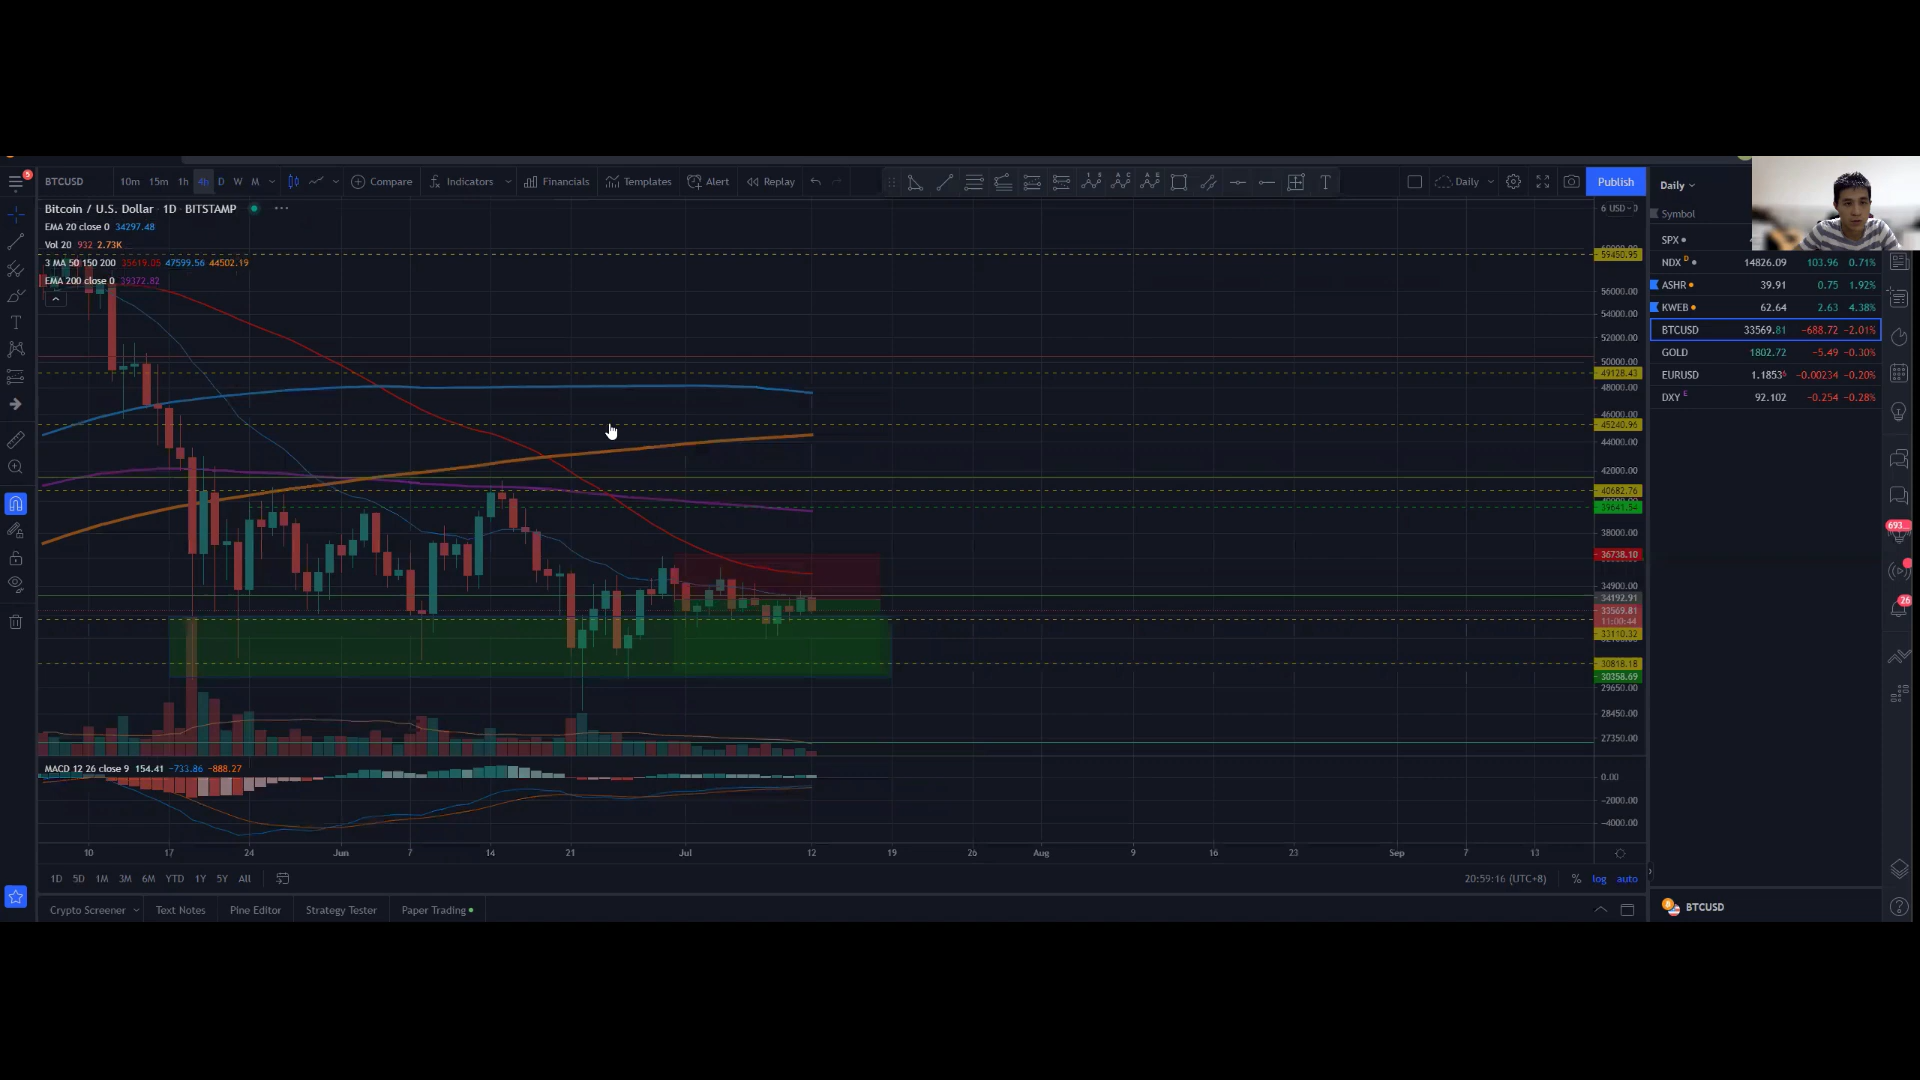 BTCUSD 10m 15m 1h 4h D W M Compare Indicators Financials Templates Alert Replay Daily Publish
Bitcoin / U.S. Dollar 1D BITSTAMP
EMA 20 close 0 34297.48
Vol 20 932 2.73K
3 MA 50 150 200 35619.05 47599.56 44502.19
EMA 200 close 0 39372.82
59450.95
56000.00
54000.00
52000.00
50000.00
49128.43
48000.00
46000.00
45240.96
44000.00
42000.00
40682.76
39641.54
38000.00
36738.10
34900.00
34192.91
33569.81
11:00:44
33110.32
30818.18
30358.69
29650.00
28450.00
27350.00
MACD 12 26 close 9 154.41 -733.86 -888.27
0.00
-2000.00
-4000.00
10 17 24 Jun 7 14 21 Jul 12 19 26 Aug 9 16 23 Sep 7 13
1D 5D 1M 3M 6M YTD 1Y 5Y All
20:59:16 (UTC+8) % log auto
Crypto Screener Text Notes Pine Editor Strategy Tester Paper Trading
Daily
Symbol
SPX
NDX D 14826.09 103.96 0.71%
ASHR 39.91 0.75 1.92%
KWEB 62.64 2.63 4.38%
BTCUSD 33569.81 -688.72 -2.01%
GOLD 1802.72 -5.49 -0.30%
EURUSD 1.1853 -0.00234 -0.20%
DXY E 92.102 -0.254 -0.28%
693
26
BTCUSD